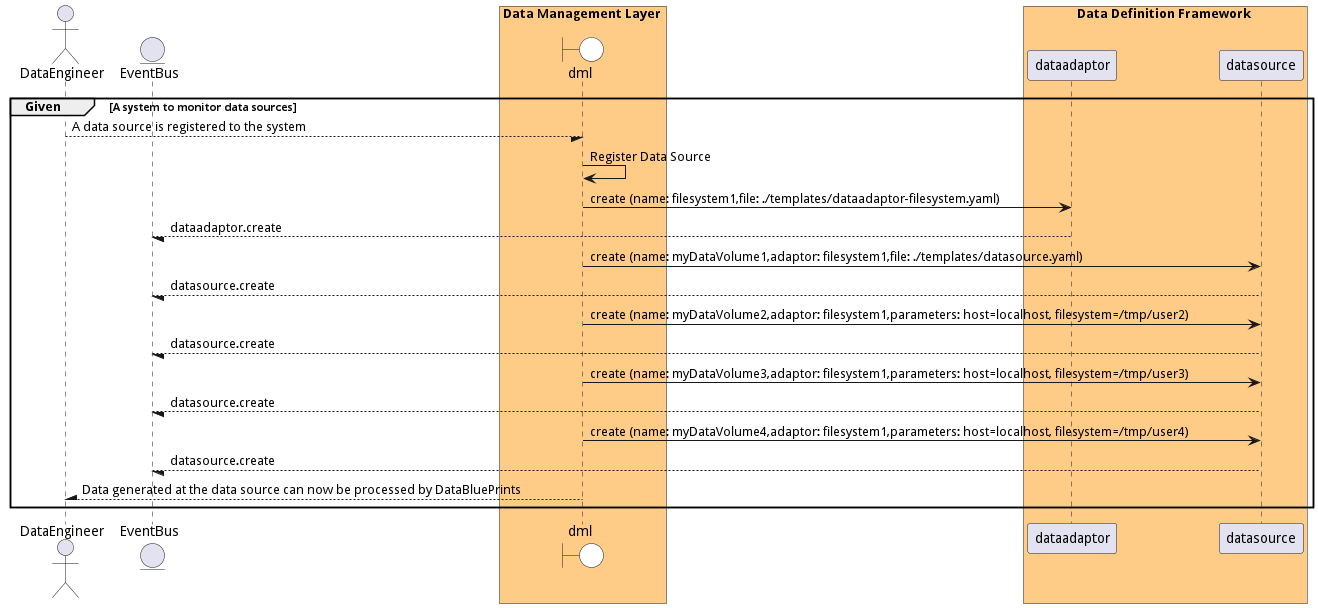 Data Management Layer
Data Definition Framework
DataEngineer
EventBus
dml
dataadaptor
datasource
Given
[A system to monitor data sources]
A data source is registered to the system
Register Data Source
create (name: filesystem1,file: ./templates/dataadaptor-filesystem.yaml)
dataadaptor.create
create (name: myDataVolume1,adaptor: filesystem1,file: ./templates/datasource.yaml)
datasource.create
create (name: myDataVolume2,adaptor: filesystem1,parameters: host=localhost, filesystem=/tmp/user2)
datasource.create
create (name: myDataVolume3,adaptor: filesystem1,parameters: host=localhost, filesystem=/tmp/user3)
datasource.create
create (name: myDataVolume4,adaptor: filesystem1,parameters: host=localhost, filesystem=/tmp/user4)
datasource.create
Data generated at the data source can now be processed by DataBluePrints
DataEngineer
EventBus
dml
dataadaptor
datasource